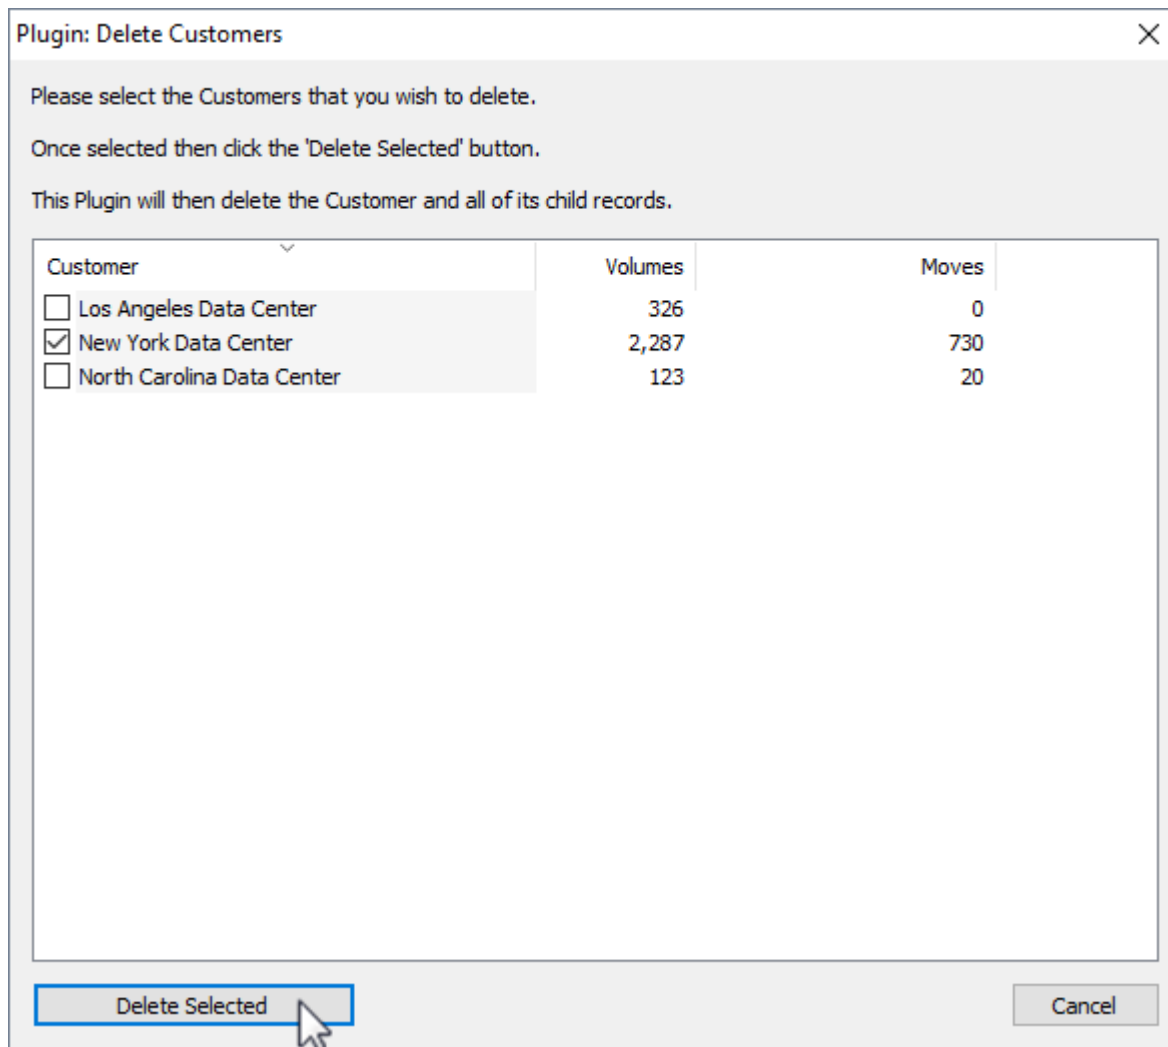 Plugin: Delete Customers
Please select the Customers that you wish to delete.
Once selected then click the 'Delete Selected' button.
This Plugin will then delete the Customer and all of its child records.
Customer Volumes Moves
Los Angeles Data Center 326 0
New York Data Center 2,287 730
North Carolina Data Center 123 20
Delete Selected Cancel